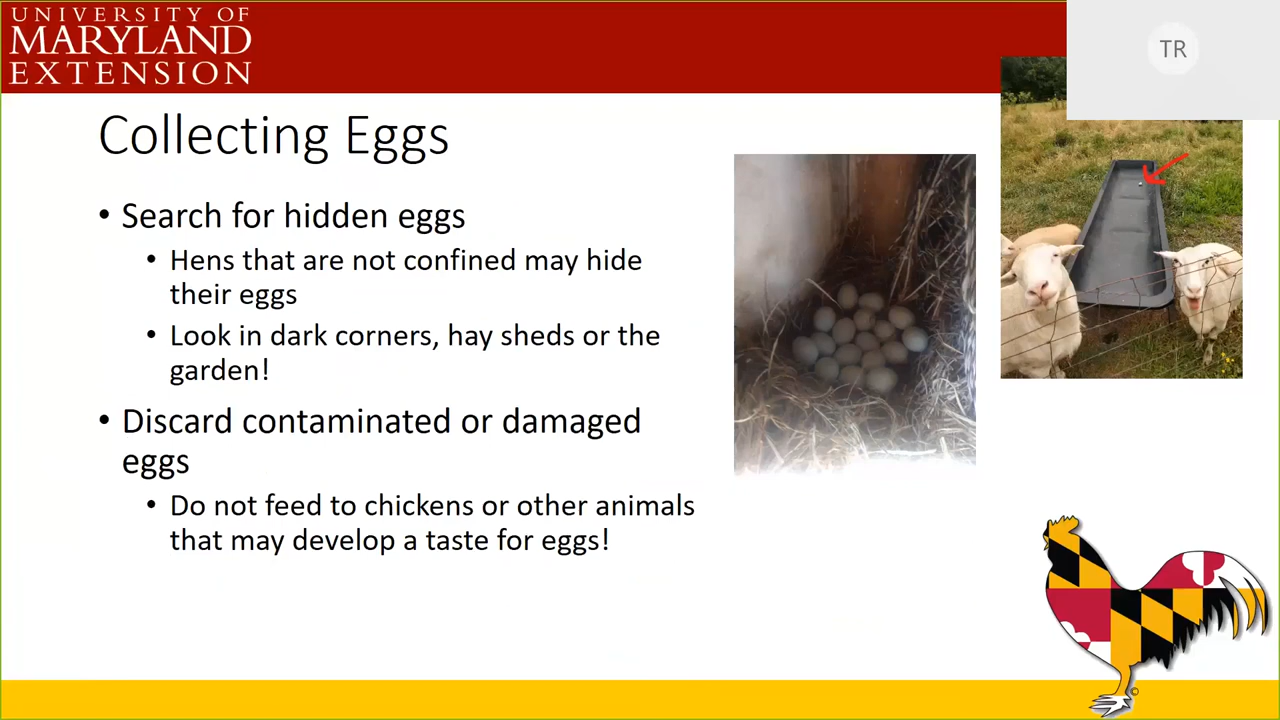 UNIVERSITY OF
MARYLAND
EXTENSION
TR
Collecting Eggs
• Search for hidden eggs
• Hens that are not confined may hide
their eggs
• Look in dark corners, hay sheds or the
garden!
• Discard contaminated or damaged
eggs
• Do not feed to chickens or other animals
that may develop a taste for eggs!
©